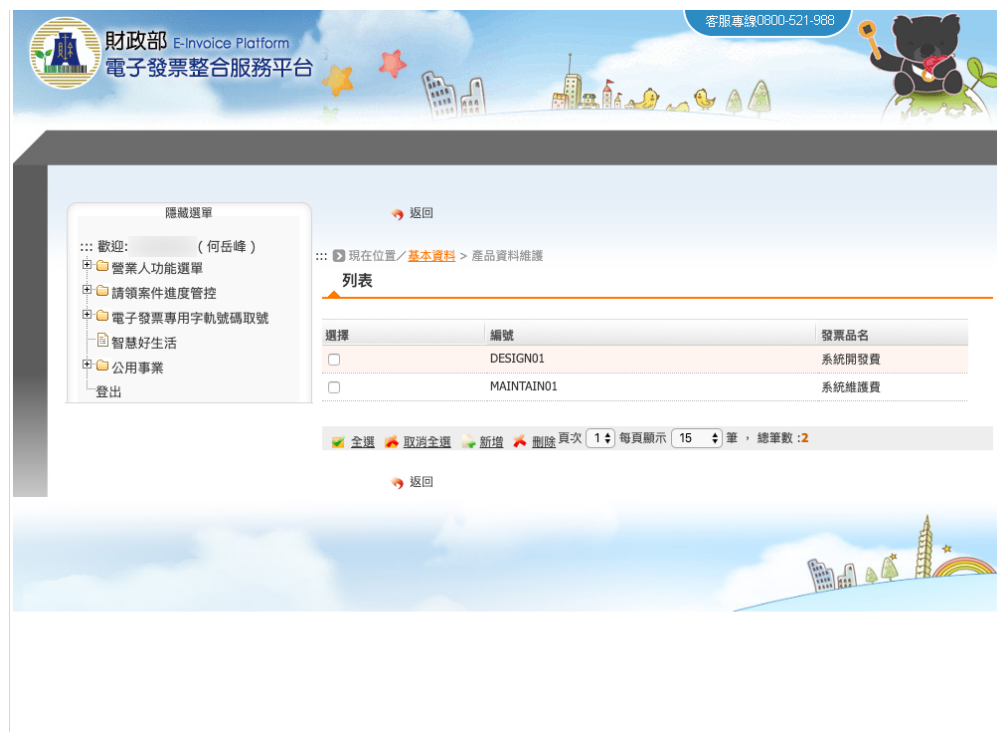 客服專線0800-521-988
財政部 E-Invoice Platform
電子發票整合服務平台
隱藏選單
::: 歡迎: ( 何岳峰 )
營業人功能選單
請領案件進度管控
電子發票專用字軌號碼取號
智慧好生活
公用事業
登出
返回
::: 現在位置／基本資料 > 產品資料維護
列表
選擇 編號 發票品名
DESIGN01 系統開發費
MAINTAIN01 系統維護費
全選 取消全選 新增 刪除 頁次 1 每頁顯示 15 筆，總筆數 :2
返回